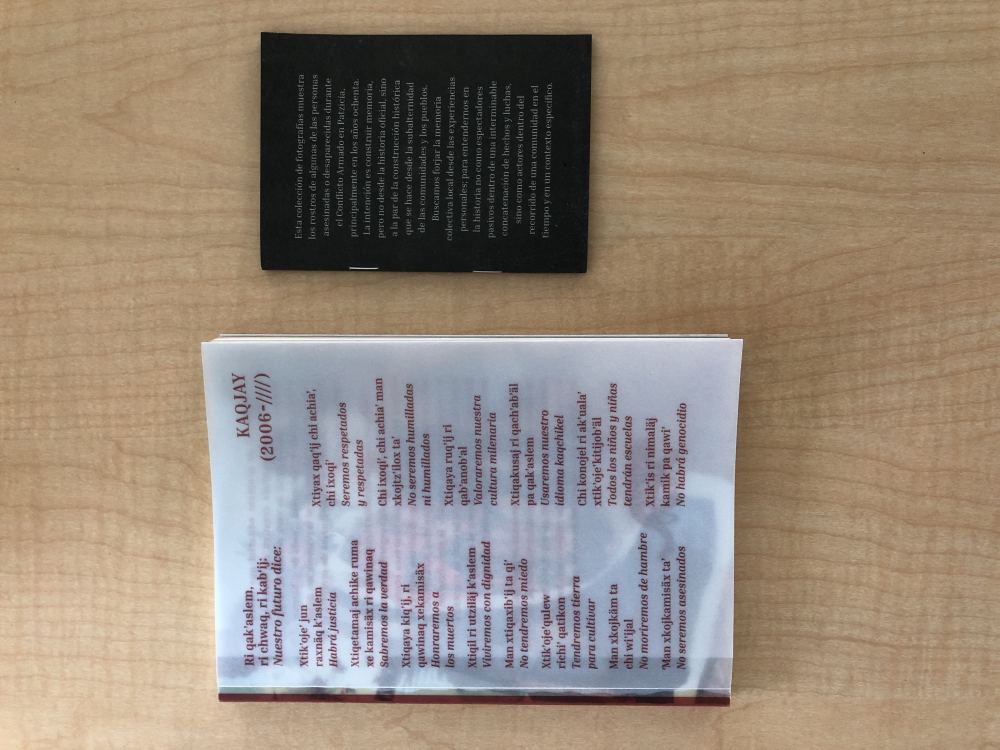 Esta colección de fotografías muestra
los rostros de algunas de las personas
asesinadas o desaparecidas durante
el Conflicto Armado en Patzicía,
principalmente en los años ochenta.
La intención es construir memoria,
pero no desde la historia oficial, sino
a la par de la construcción histórica
que se hace desde la subalternidad
de las comunidades y los pueblos.
Buscamos forjar la memoria
colectiva local desde las experiencias
personales; para entendernos en
la historia no como espectadores
pasivos dentro de una interminable
concatenación de hechos y luchas,
sino como actores dentro del
recorrido de una comunidad en el
tiempo y en un contexto específico.
Ri qak'aslem,
ri chwaq, ri kab'ij:
Nuestro futuro dice:
Xtik'oje' jun
raxnäq k'aslem
Habrá justicia
Xtiqetamaj achike ruma
xe kamisäx ri qawinaq
Sabremos la verdad
Xtiqaya kiq'ij, ri
qawinaq xekamisäx
Honraremos a
los muertos
Xtiqil ri utziläj k'aslem
Viviremos con dignidad
Man xtiqaxib'ij ta qi'
No tendremos miedo
Xtik'oje'qulew
richi' qatikon
Tendremos tierra
para cultivar
Man xkojkäm ta
chi wi'ijal
No moriremos de hambre
Man xkojkamisäx ta'
No seremos asesinados
KAQJAY
(2006-////)
Xtiyax qaq'ij chi achia',
chi ixoqi'
Seremos respetados
y respetadas
Chi ixoqi', chi achia' man
xkojtz'ilox ta'
No seremos humilladas
ni humillados
Xtiqaya ruq'ij ri
qab'anob'al
Valoraremos nuestra
cultura milenaria
Xtiqakusaj ri qach'ab'äl
pa qak'aslem
Usaremos nuestro
idioma kaqchikel
Chi konojel ri ak'uala'
xtik'oje'kitijob'äl
Todos los niños y niñas
tendrán escuelas
Xtik'is ri nimaläj
kamik pa qawi'
No habrá genocidio